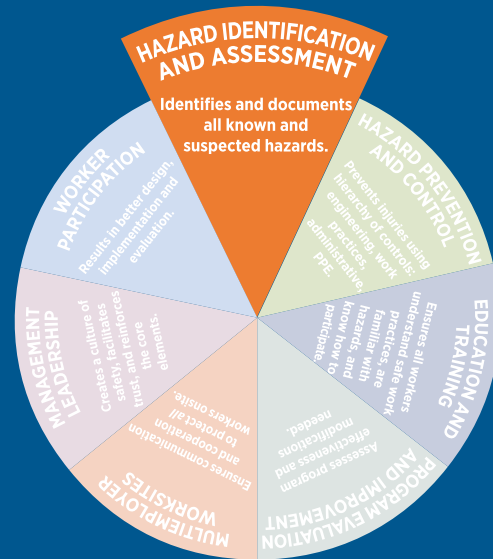 HAZARD IDENTIFICATION
AND ASSESSMENT
Identifies and documents
all known and
suspected hazards.
HAZARD PREVENTION
AND CONTROL
Prevents injuries using
hierarchy of controls:
engineering, work
practices,
administrative,
PPE.
EDUCATION AND
TRAINING
Ensure all workers
understand safe work
practices, are
familiar with
hazards, and
know how to
participate.
PROGRAM EVALUATION
AND IMPROVEMENT
Assesses program
effectiveness and
modifications
needed.
MULTIEMPLOYER
WORKSITES
Ensures communication
and cooperation
to protect all
workers onsite.
MANAGEMENT
LEADERSHIP
Creates a culture of
safety, facilitates
trust, and reinforces
the core
elements.
WORKER
PARTICIPATION
Results in better design,
implementation and
evaluation.